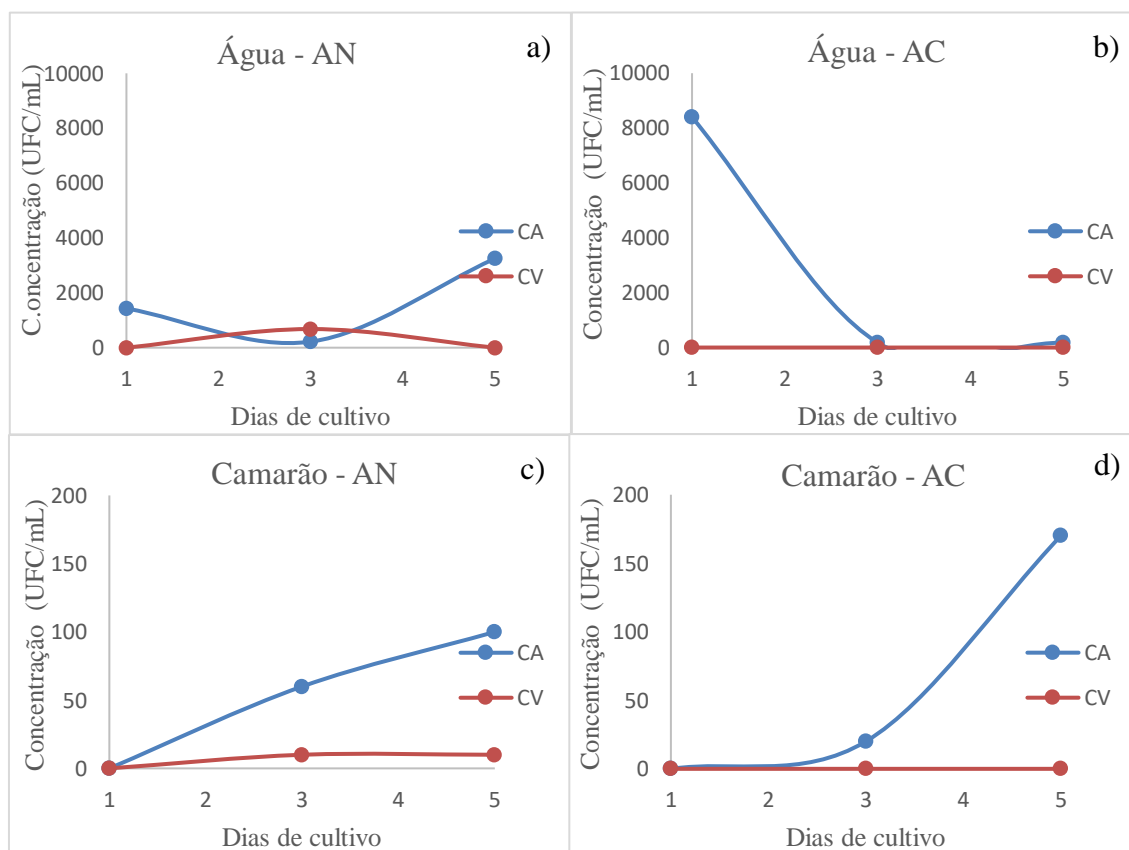 Água - AN
a)
C.oncentração (UFC/mL)
10000
8000
6000
4000
2000
0
1
2
3
4
5
Dias de cultivo
CA
CV
Água - AC
b)
Concentração (UFC/mL)
10000
8000
6000
4000
2000
0
1
2
3
4
5
Dias de cultivo
CA
CV
Camarão - AN
c)
Concentração (UFC/mL)
200
150
100
50
0
1
2
3
4
5
Dias de cultivo
CA
CV
Camarão - AC
d)
Concentração (UFC/mL)
200
150
100
50
0
1
2
3
4
5
Dias de cultivo
CA
CV